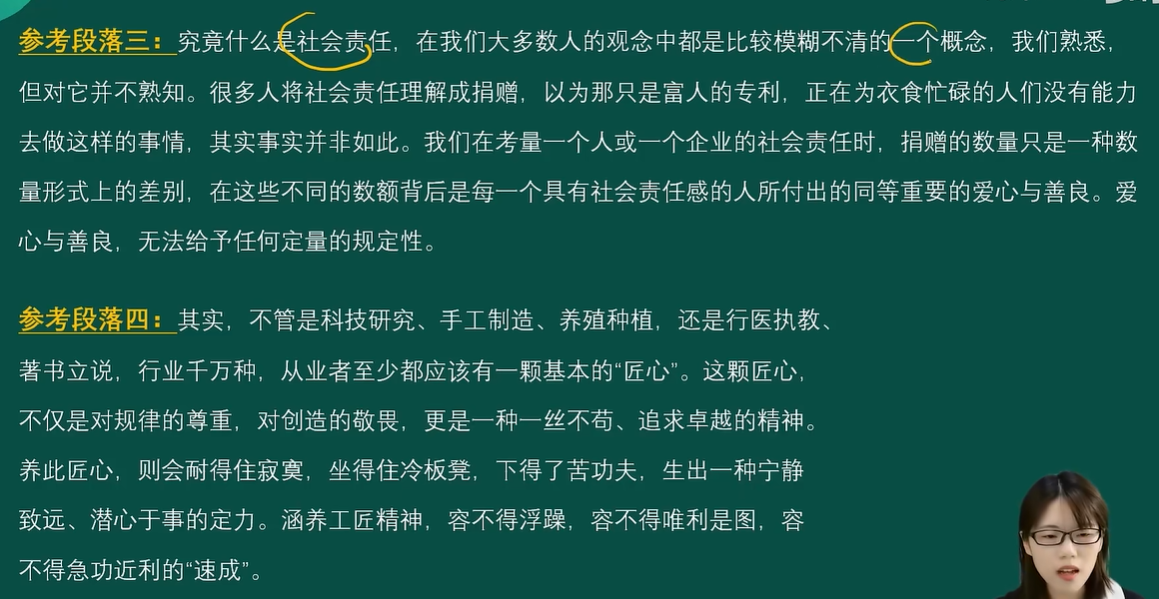 参考段落三：究竟什么是社会责任，在我们大多数人的观念中都是比较模糊不清的一个概念，我们熟悉，
但对它并不熟知。很多人将社会责任理解成捐赠，以为那只是富人的专利，正在为衣食忙碌的人们没有能力
去做这样的事情，其实事实并非如此。我们在考量一个人或一个企业的社会责任时，捐赠的数量只是一种数
量形式上的差别，在这些不同的数额背后是每一个具有社会责任感的人所付出的同等重要的爱心与善良。爱
心与善良，无法给予任何定量的规定性。
参考段落四：其实，不管是科技研究、手工制造、养殖种植，还是行医执教、
著书立说，行业千万种，从业者至少都应该有一颗基本的“匠心”。这颗匠心，
不仅是对规律的尊重，对创造的敬畏，更是一种一丝不苟、追求卓越的精神。
养此匠心，则会耐得住寂寞，坐得住冷板凳，下得了苦功夫，生出一种宁静
致远、潜心于事的定力。涵养工匠精神，容不得浮躁，容不得唯利是图，容
不得急功近利的“速成”。